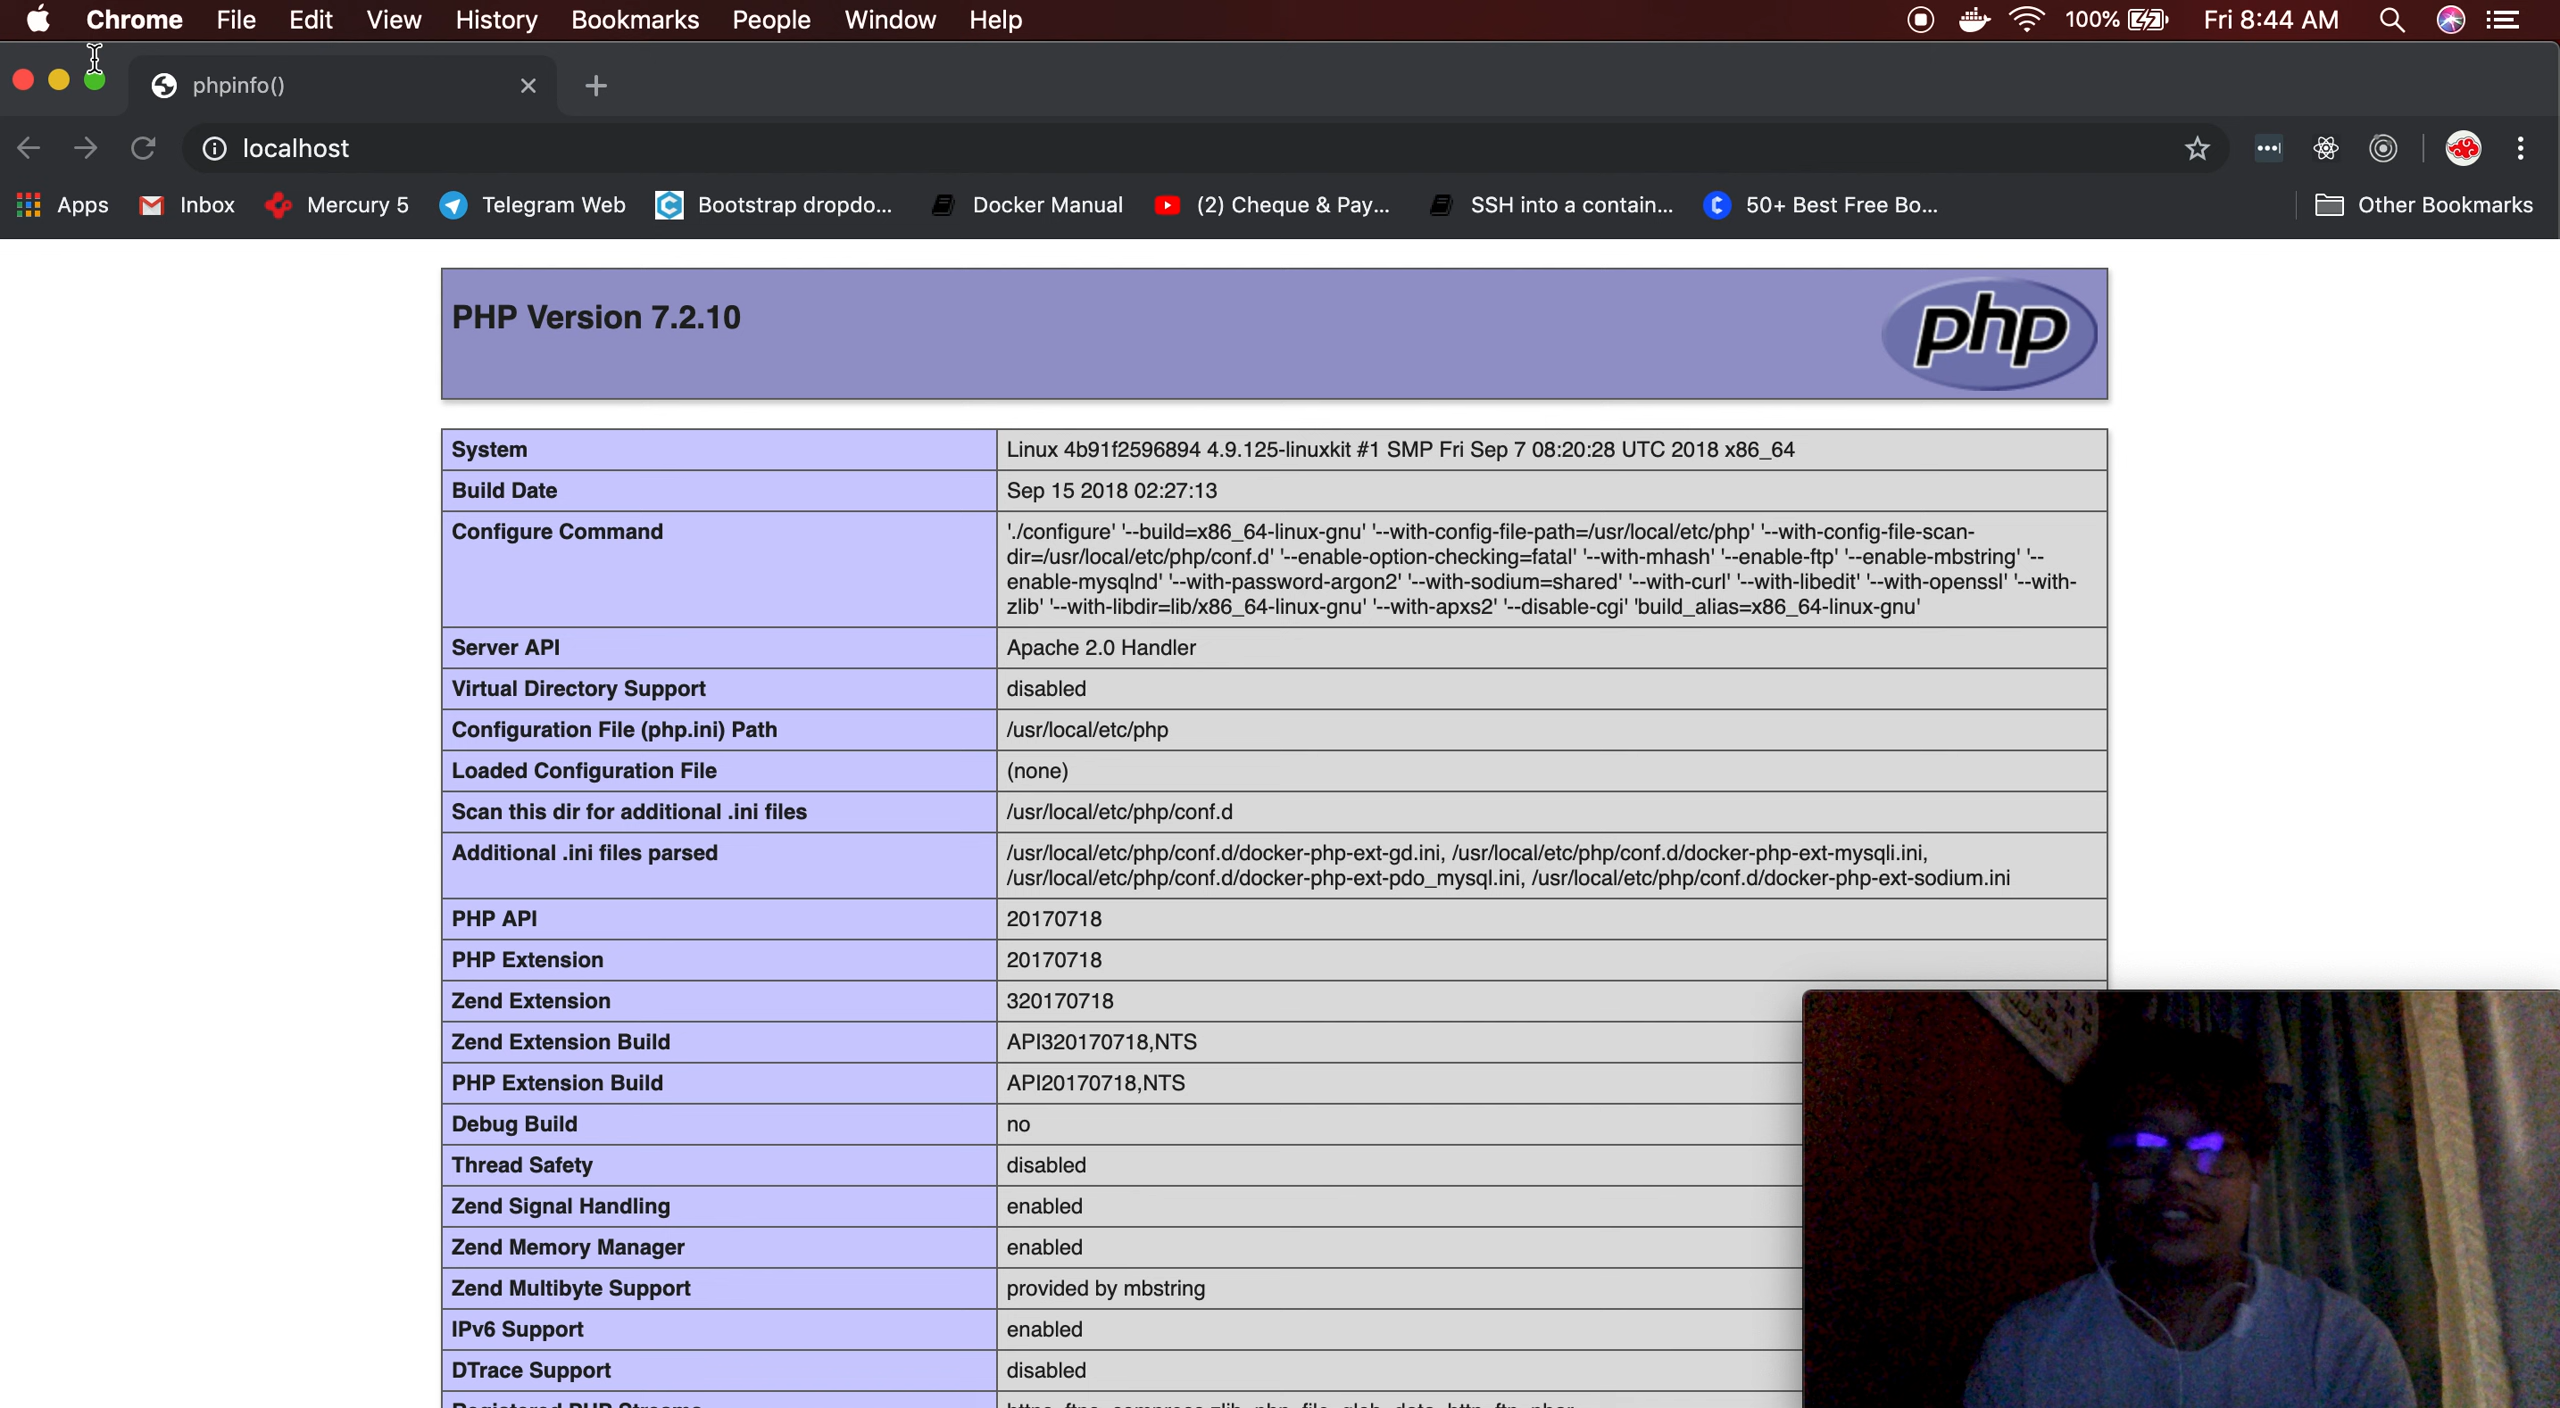 Chrome File Edit View History Bookmarks People Window Help 100% Fri 8:44 AM
phpinfo()
localhost
Apps Inbox Mercury 5 Telegram Web Bootstrap dropdo... Docker Manual (2) Cheque & Pay... SSH into a contain... 50+ Best Free Bo... Other Bookmarks
PHP Version 7.2.10 php
System Linux 4b91f2596894 4.9.125-linuxkit #1 SMP Fri Sep 7 08:20:28 UTC 2018 x86_64
Build Date Sep 15 2018 02:27:13
Configure Command './configure' '--build=x86_64-linux-gnu' '--with-config-file-path=/usr/local/etc/php' '--with-config-file-scan-
dir=/usr/local/etc/php/conf.d' '--enable-option-checking=fatal' '--with-mhash' '--enable-ftp' '--enable-mbstring' '--
enable-mysqlnd' '--with-password-argon2' '--with-sodium=shared' '--with-curl' '--with-libedit' '--with-openssl' '--with-
zlib' '--with-libdir=lib/x86_64-linux-gnu' '--with-apxs2' '--disable-cgi' 'build_alias=x86_64-linux-gnu'
Server API Apache 2.0 Handler
Virtual Directory Support disabled
Configuration File (php.ini) Path /usr/local/etc/php
Loaded Configuration File (none)
Scan this dir for additional .ini files /usr/local/etc/php/conf.d
Additional .ini files parsed /usr/local/etc/php/conf.d/docker-php-ext-gd.ini, /usr/local/etc/php/conf.d/docker-php-ext-mysqli.ini,
/usr/local/etc/php/conf.d/docker-php-ext-pdo_mysql.ini, /usr/local/etc/php/conf.d/docker-php-ext-sodium.ini
PHP API 20170718
PHP Extension 20170718
Zend Extension 320170718
Zend Extension Build API320170718,NTS
PHP Extension Build API20170718,NTS
Debug Build no
Thread Safety disabled
Zend Signal Handling enabled
Zend Memory Manager enabled
Zend Multibyte Support provided by mbstring
IPv6 Support enabled
DTrace Support disabled